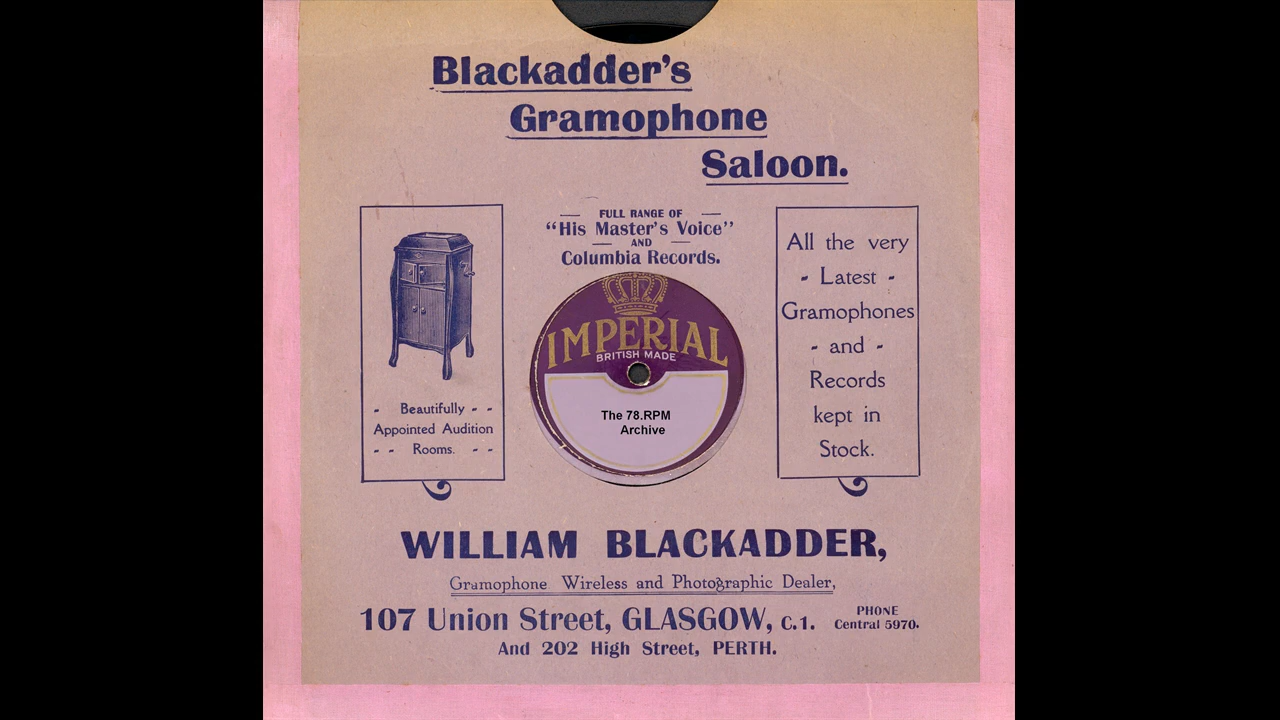 Blackadder's
Gramophone
Saloon.
FULL RANGE OF
"His Master's Voice"
AND
Columbia Records.
All the very
- Latest -
Gramophones
- and -
Records
kept in
Stock.
IMPERIAL
BRITISH MADE
The 78.RPM
Archive
- Beautifully - -
Appointed Audition
- - Rooms. - -
WILLIAM BLACKADDER,
Gramophone Wireless and Photographic Dealer,
107 Union Street, GLASGOW, C.1.
PHONE
Central 5970.
And 202 High Street, PERTH.